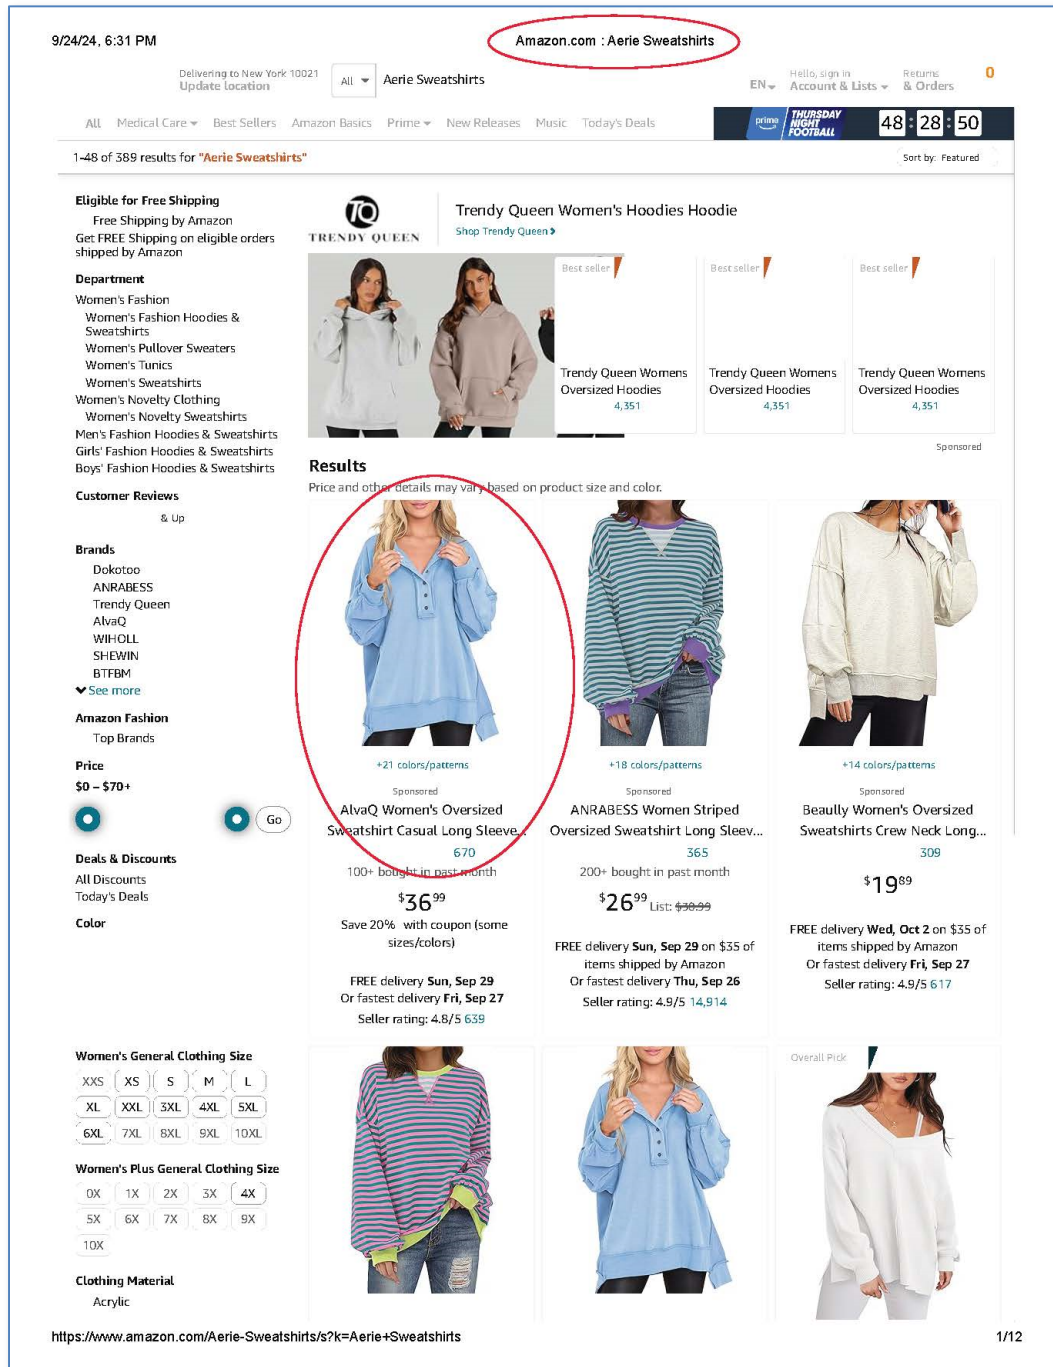 9/24/24, 6:31 PM
Amazon.com : Aerie Sweatshirts
Delivering to New York 10021
Update location
All
Aerie Sweatshirts
EN
Hello, sign in
Account & Lists
Returns
& Orders
0
All Medical Care Best Sellers Amazon Basics Prime New Releases Music Today's Deals
prime THURSDAY NIGHT FOOTBALL 48 : 28 : 50
1-48 of 389 results for "Aerie Sweatshirts"
Sort by: Featured
Eligible for Free Shipping
Free Shipping by Amazon
Get FREE Shipping on eligible orders
shipped by Amazon
Department
Women's Fashion
Women's Fashion Hoodies &
Sweatshirts
Women's Pullover Sweaters
Women's Tunics
Women's Sweatshirts
Women's Novelty Clothing
Women's Novelty Sweatshirts
Men's Fashion Hoodies & Sweatshirts
Girls' Fashion Hoodies & Sweatshirts
Boys' Fashion Hoodies & Sweatshirts
Customer Reviews
& Up
Brands
Dokotoo
ANRABESS
Trendy Queen
AlvaQ
WIHOLL
SHEWIN
BTFBM
See more
Amazon Fashion
Top Brands
Price
$0 – $70+
Go
Deals & Discounts
All Discounts
Today's Deals
Color
Women's General Clothing Size
XXS XS S M L
XL XXL 3XL 4XL 5XL
6XL 7XL 8XL 9XL 10XL
Women's Plus General Clothing Size
0X 1X 2X 3X 4X
5X 6X 7X 8X 9X
10X
Clothing Material
Acrylic
TQ
TRENDY QUEEN
Trendy Queen Women's Hoodies Hoodie
Shop Trendy Queen
Best seller
Trendy Queen Womens
Oversized Hoodies
4,351
Best seller
Trendy Queen Womens
Oversized Hoodies
4,351
Best seller
Trendy Queen Womens
Oversized Hoodies
4,351
Sponsored
Results
Price and other details may vary based on product size and color.
+21 colors/patterns
Sponsored
AlvaQ Women's Oversized
Sweatshirt Casual Long Sleeve...
670
100+ bought in past month
$36 99
Save 20% with coupon (some
sizes/colors)
FREE delivery Sun, Sep 29
Or fastest delivery Fri, Sep 27
Seller rating: 4.8/5 639
+18 colors/patterns
Sponsored
ANRABESS Women Striped
Oversized Sweatshirt Long Sleev...
365
200+ bought in past month
$26 99 List: $38.99
FREE delivery Sun, Sep 29 on $35 of
items shipped by Amazon
Or fastest delivery Thu, Sep 26
Seller rating: 4.9/5 14,914
+14 colors/patterns
Sponsored
Beaully Women's Oversized
Sweatshirts Crew Neck Long...
309
$19 89
FREE delivery Wed, Oct 2 on $35 of
items shipped by Amazon
Or fastest delivery Fri, Sep 27
Seller rating: 4.9/5 617
Overall Pick
https://www.amazon.com/Aerie-Sweatshirts/s?k=Aerie+Sweatshirts
1/12